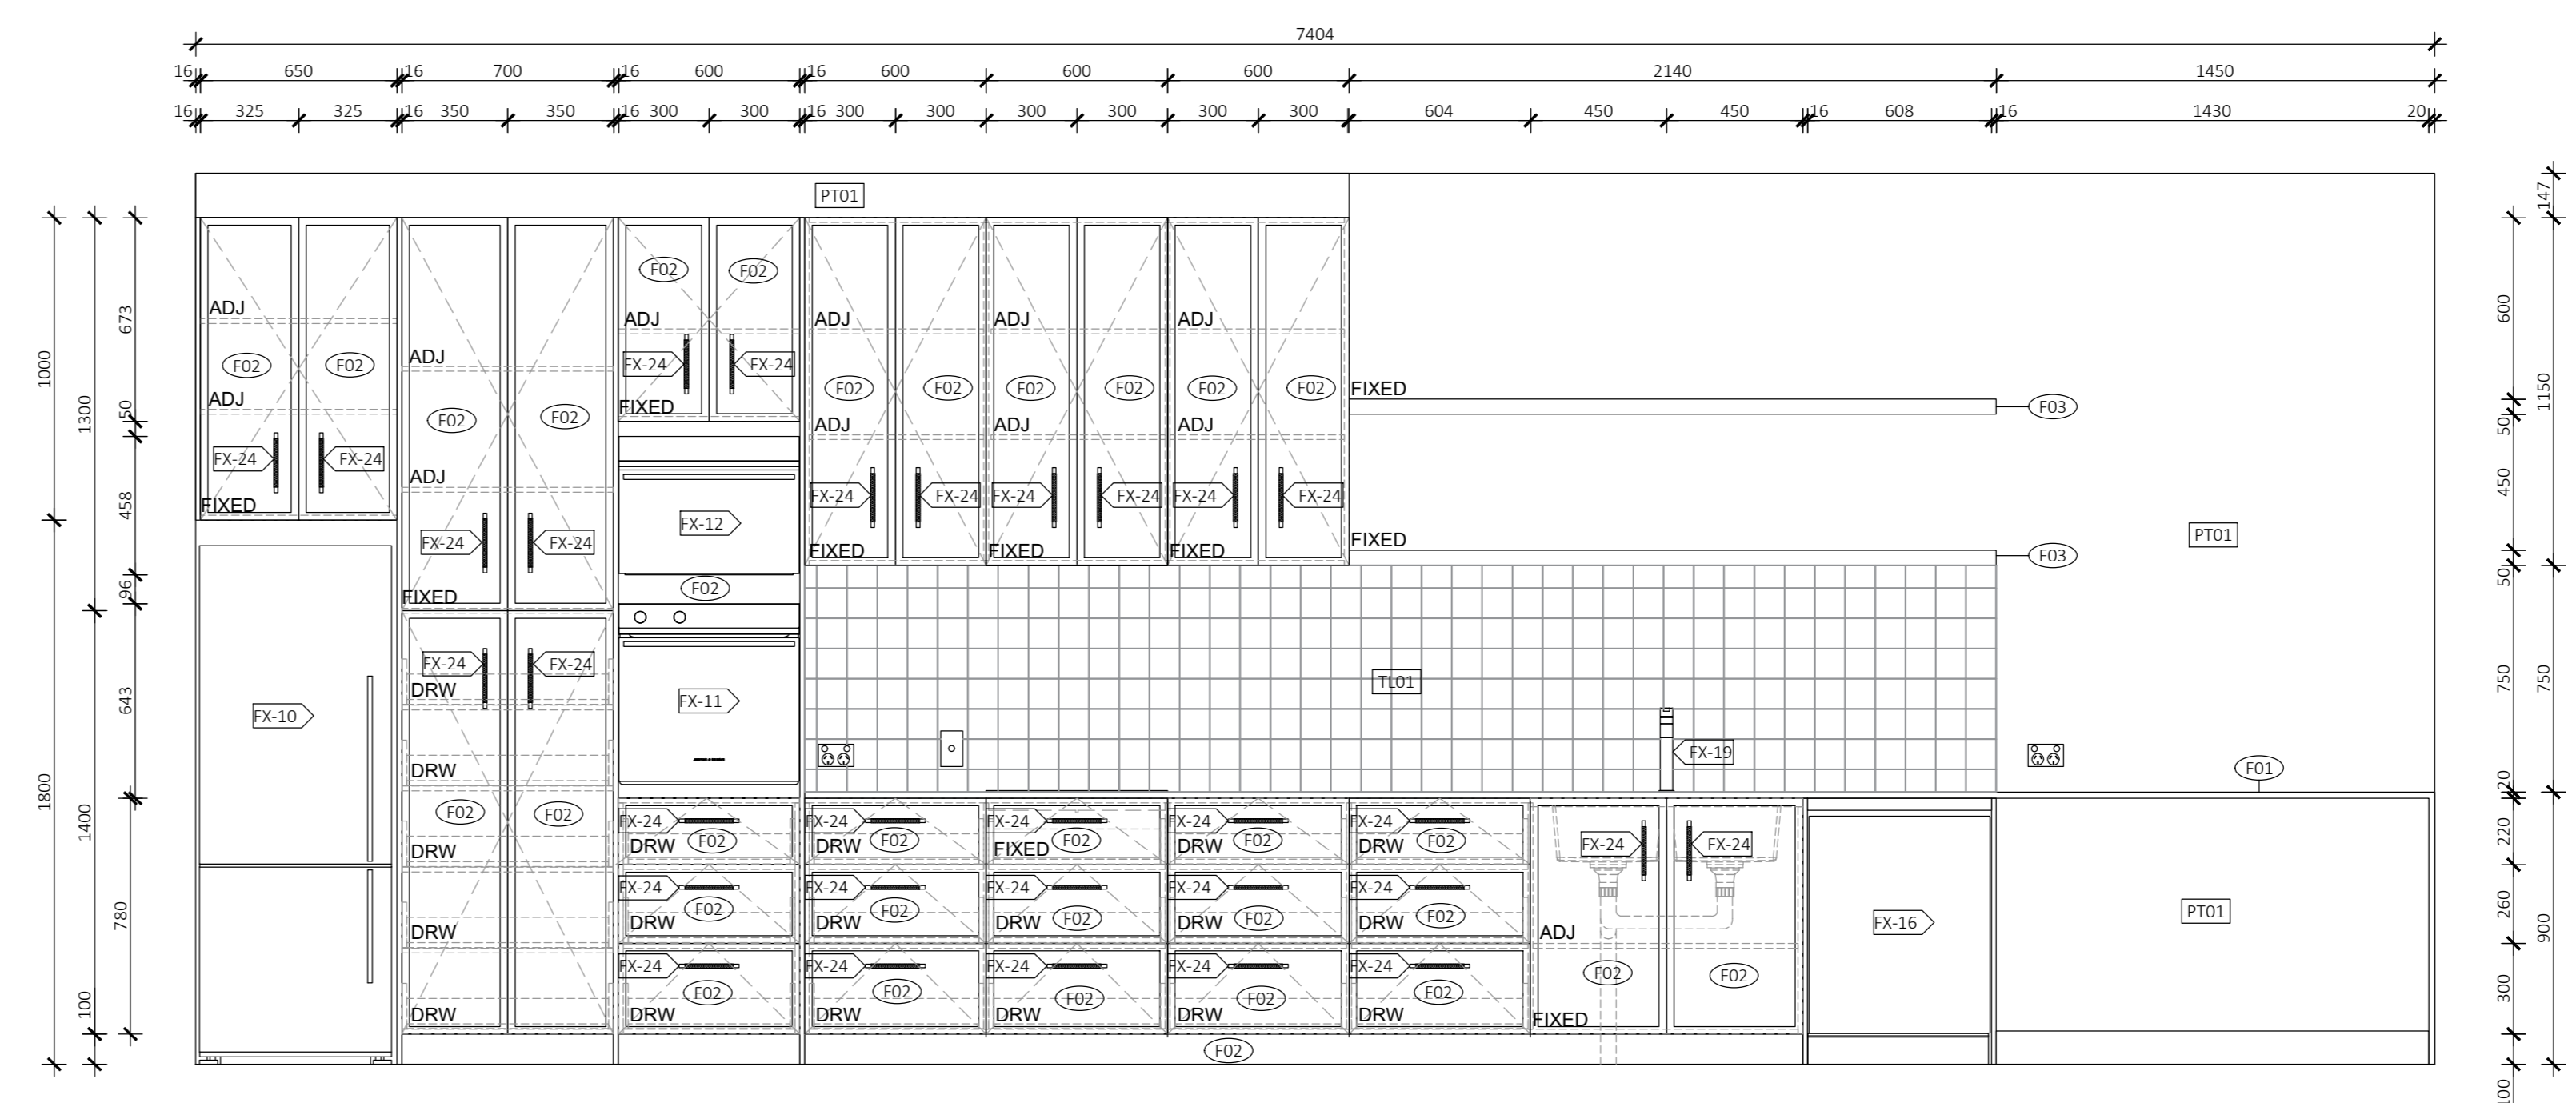 7404
16 650 16 700 16 600 16 600 600 600 2140 1450
16 325 325 16 350 350 16 300 300 16 300 300 300 300 300 300 604 450 450 16 608 16 1430 20
PT01
147
F02 F02
673 ADJ ADJ ADJ ADJ ADJ 600
1000 F02 F02 ADJ FX-24 FX-24
F02 F02 F02 F02 F02 F02 FIXED
1300 150 ADJ F02 F02 FIXED F03 50 1150
ADJ ADJ ADJ
FX-24 FX-24 ADJ
458 FIXED FX-24 FX-24 FX-24 FX-24 FX-24 FX-24 450
FX-12 PT01
FX-24 FX-24 FIXED FIXED FIXED FIXED F03
96 FIXED F02 50
FX-24 FX-24
643 DRW FX-11 TL01 750 750
FX-10
FX-19
DRW F01
1800 20
1400 F02 F02 FX-24 FX-24 FX-24 FX-24 FX-24 220
F02 F02 F02 F02 F02 FX-24 FX-24
DRW DRW DRW FIXED DRW DRW
FX-24 FX-24 FX-24 FX-24 FX-24 260
780 F02 F02 F02 F02 F02 FX-16 PT01 900
DRW DRW DRW DRW DRW DRW ADJ
FX-24 FX-24 FX-24 FX-24 FX-24
F02 F02 F02 F02 F02 F02 F02 300
100 DRW DRW DRW DRW DRW DRW FIXED
F02
100